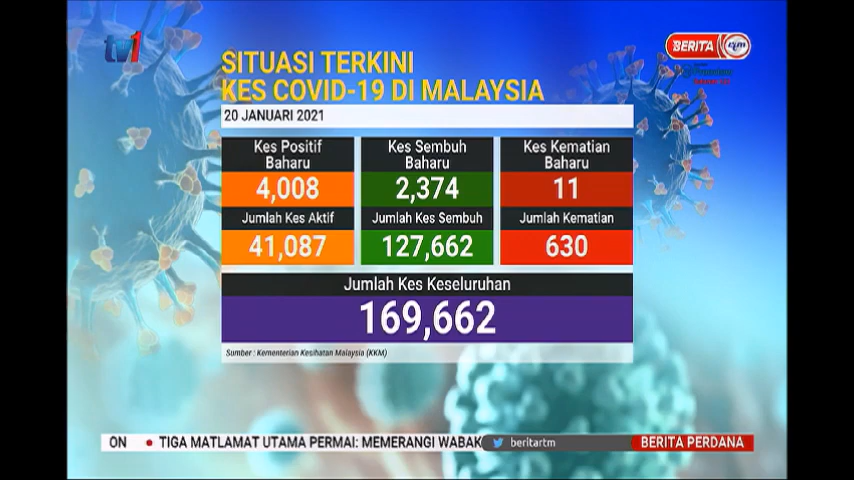 tv1
BERITA rtm
SITUASI TERKINI
KES COVID-19 DI MALAYSIA
20 JANUARI 2021
Kes Positif
Baharu
4,008
Kes Sembuh
Baharu
2,374
Kes Kematian
Baharu
11
Jumlah Kes Aktif
41,087
Jumlah Kes Sembuh
127,662
Jumlah Kematian
630
Jumlah Kes Keseluruhan
169,662
Sumber : Kementerian Kesihatan Malaysia (KKM)
ON • TIGA MATLAMAT UTAMA PERMAI: MEMERANGI WABAK
beritartm
BERITA PERDANA